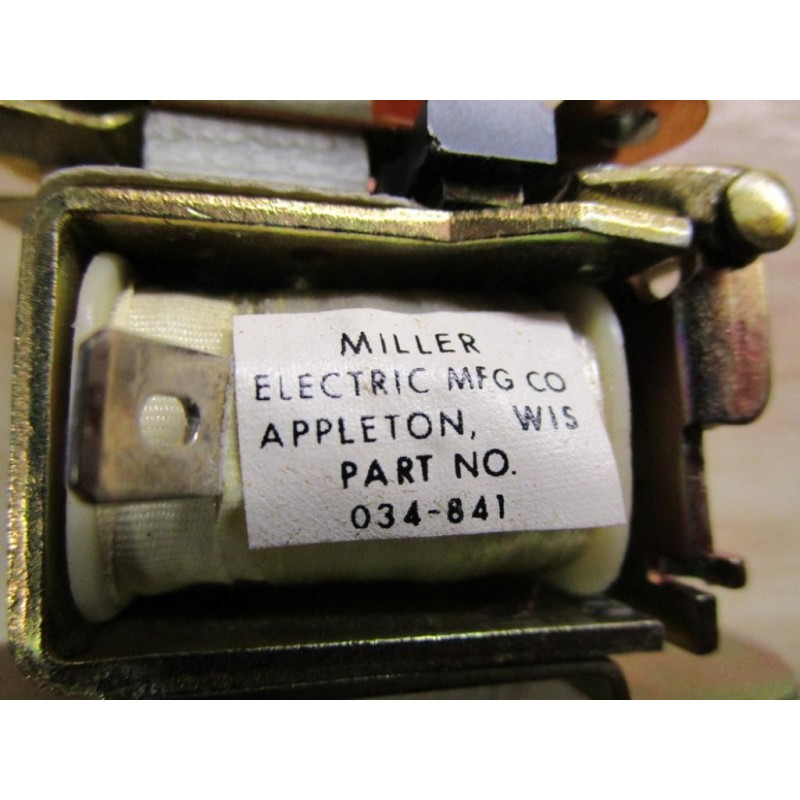 MILLER
ELECTRIC MFG CO
APPLETON, WIS
PART NO.
034-841